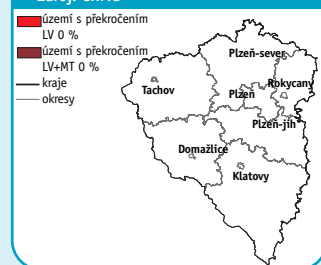 území s překročením
LV 0 %
území s překročením
LV+MT 0 %
kraje
okresy
Plzeň-sever
Tachov
Plzeň
Rokycany
Plzeň-jih
Domažlice
Klatovy